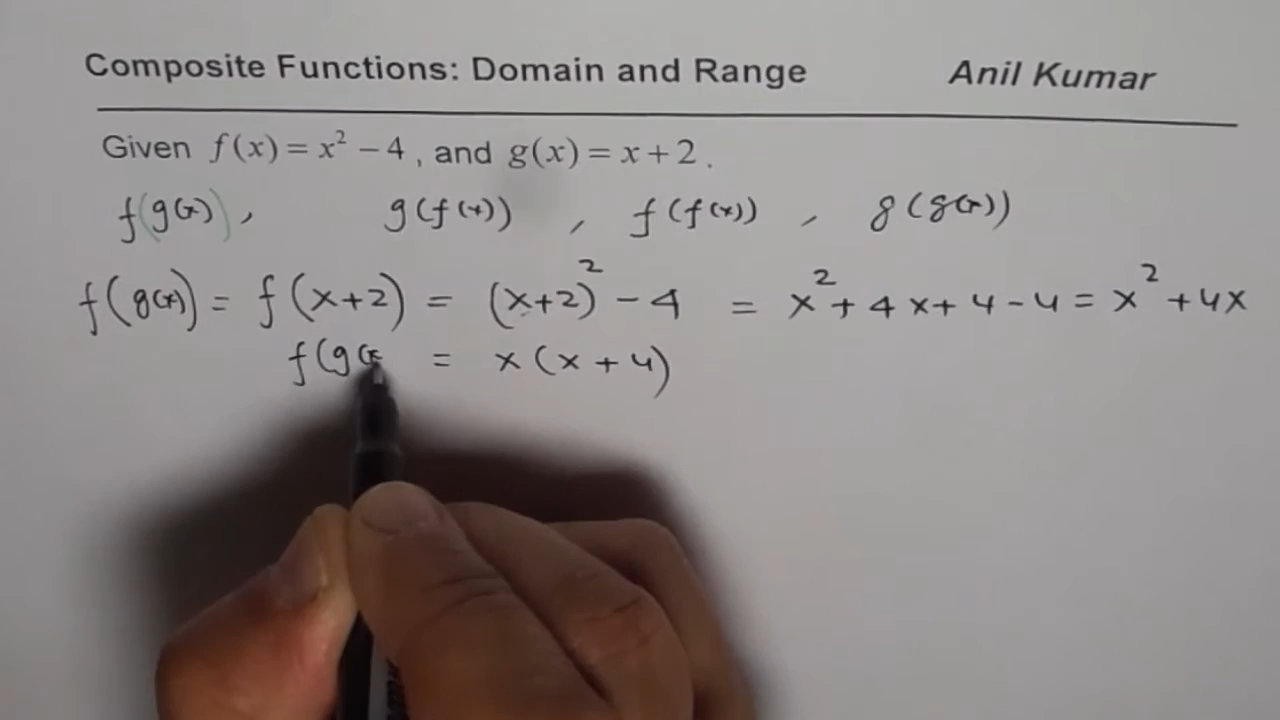 Composite Functions: Domain and Range Anil Kumar
Given f(x) = x² − 4, and g(x) = x + 2.
f(g(x)), g(f(x)), f(f(x)), g(g(x))
f(g(x)) = f(x+2) = (x+2)² − 4 = x² + 4x + 4 − 4 = x² + 4x
f(g(x = x(x + 4)